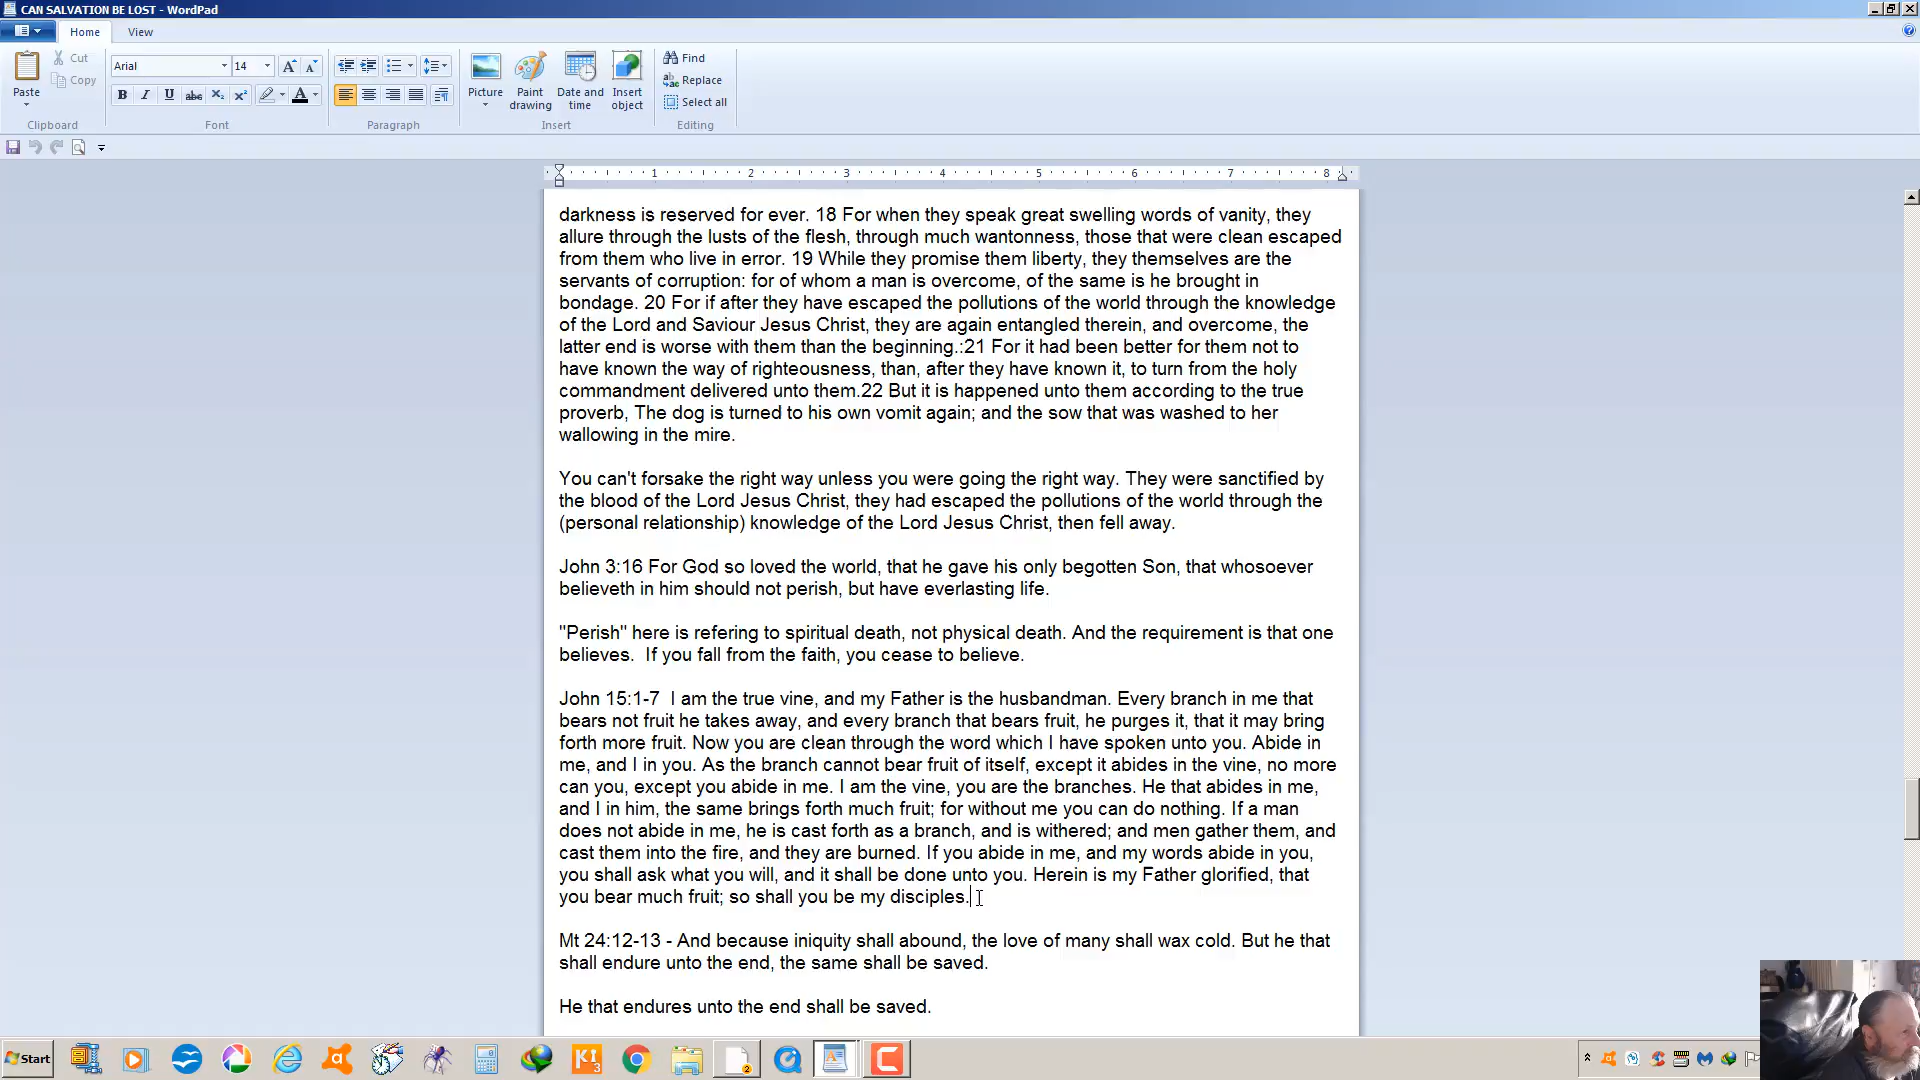 CAN SALVATION BE LOST - WordPad
Home
View
Paste
Cut
Copy
Clipboard
Arial
14
Font
Paragraph
Picture
Paint drawing
Date and time
Insert object
Insert
Find
Replace
Select all
Editing
1 2 3 4 5 6 7 8
darkness is reserved for ever. 18 For when they speak great swelling words of vanity, they
allure through the lusts of the flesh, through much wantonness, those that were clean escaped
from them who live in error. 19 While they promise them liberty, they themselves are the
servants of corruption: for of whom a man is overcome, of the same is he brought in
bondage. 20 For if after they have escaped the pollutions of the world through the knowledge
of the Lord and Saviour Jesus Christ, they are again entangled therein, and overcome, the
latter end is worse with them than the beginning.:21 For it had been better for them not to
have known the way of righteousness, than, after they have known it, to turn from the holy
commandment delivered unto them.22 But it is happened unto them according to the true
proverb, The dog is turned to his own vomit again; and the sow that was washed to her
wallowing in the mire.
You can't forsake the right way unless you were going the right way. They were sanctified by
the blood of the Lord Jesus Christ, they had escaped the pollutions of the world through the
(personal relationship) knowledge of the Lord Jesus Christ, then fell away.
John 3:16 For God so loved the world, that he gave his only begotten Son, that whosoever
believeth in him should not perish, but have everlasting life.
"Perish" here is refering to spiritual death, not physical death. And the requirement is that one
believes.  If you fall from the faith, you cease to believe.
John 15:1-7  I am the true vine, and my Father is the husbandman. Every branch in me that
bears not fruit he takes away, and every branch that bears fruit, he purges it, that it may bring
forth more fruit. Now you are clean through the word which I have spoken unto you. Abide in
me, and I in you. As the branch cannot bear fruit of itself, except it abides in the vine, no more
can you, except you abide in me. I am the vine, you are the branches. He that abides in me,
and I in him, the same brings forth much fruit; for without me you can do nothing. If a man
does not abide in me, he is cast forth as a branch, and is withered; and men gather them, and
cast them into the fire, and they are burned. If you abide in me, and my words abide in you,
you shall ask what you will, and it shall be done unto you. Herein is my Father glorified, that
you bear much fruit; so shall you be my disciples.
Mt 24:12-13 - And because iniquity shall abound, the love of many shall wax cold. But he that
shall endure unto the end, the same shall be saved.
He that endures unto the end shall be saved.
Start